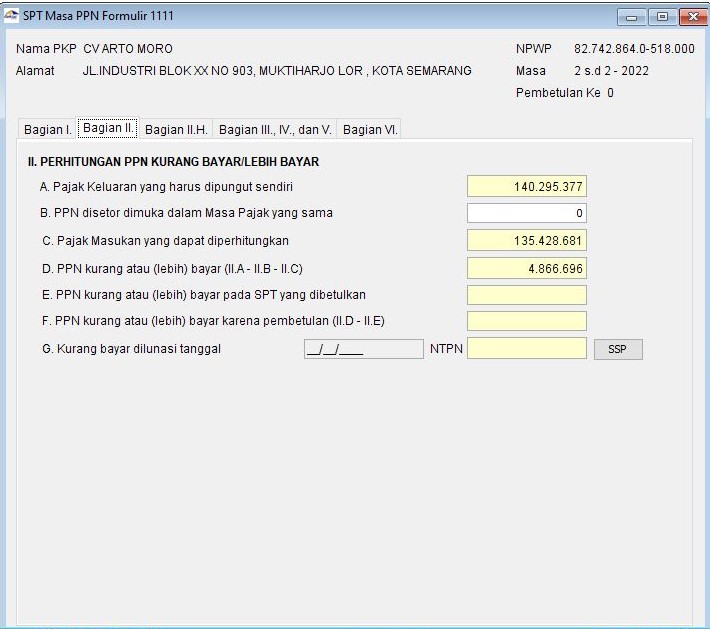 SPT Masa PPN Formulir 1111
Nama PKP CV ARTO MORO NPWP 82.742.864.0-518.000
Alamat JL.INDUSTRI BLOK XX NO 903, MUKTIHARJO LOR , KOTA SEMARANG Masa 2 s.d 2 - 2022
Pembetulan Ke 0
Bagian I. Bagian II. Bagian II.H. Bagian III., IV., dan V. Bagian VI.
II. PERHITUNGAN PPN KURANG BAYAR/LEBIH BAYAR
A. Pajak Keluaran yang harus dipungut sendiri 140.295.377
B. PPN disetor dimuka dalam Masa Pajak yang sama 0
C. Pajak Masukan yang dapat diperhitungkan 135.428.681
D. PPN kurang atau (lebih) bayar (II.A - II.B - II.C) 4.866.696
E. PPN kurang atau (lebih) bayar pada SPT yang dibetulkan
F. PPN kurang atau (lebih) bayar karena pembetulan (II.D - II.E)
G. Kurang bayar dilunasi tanggal __/__/____ NTPN SSP